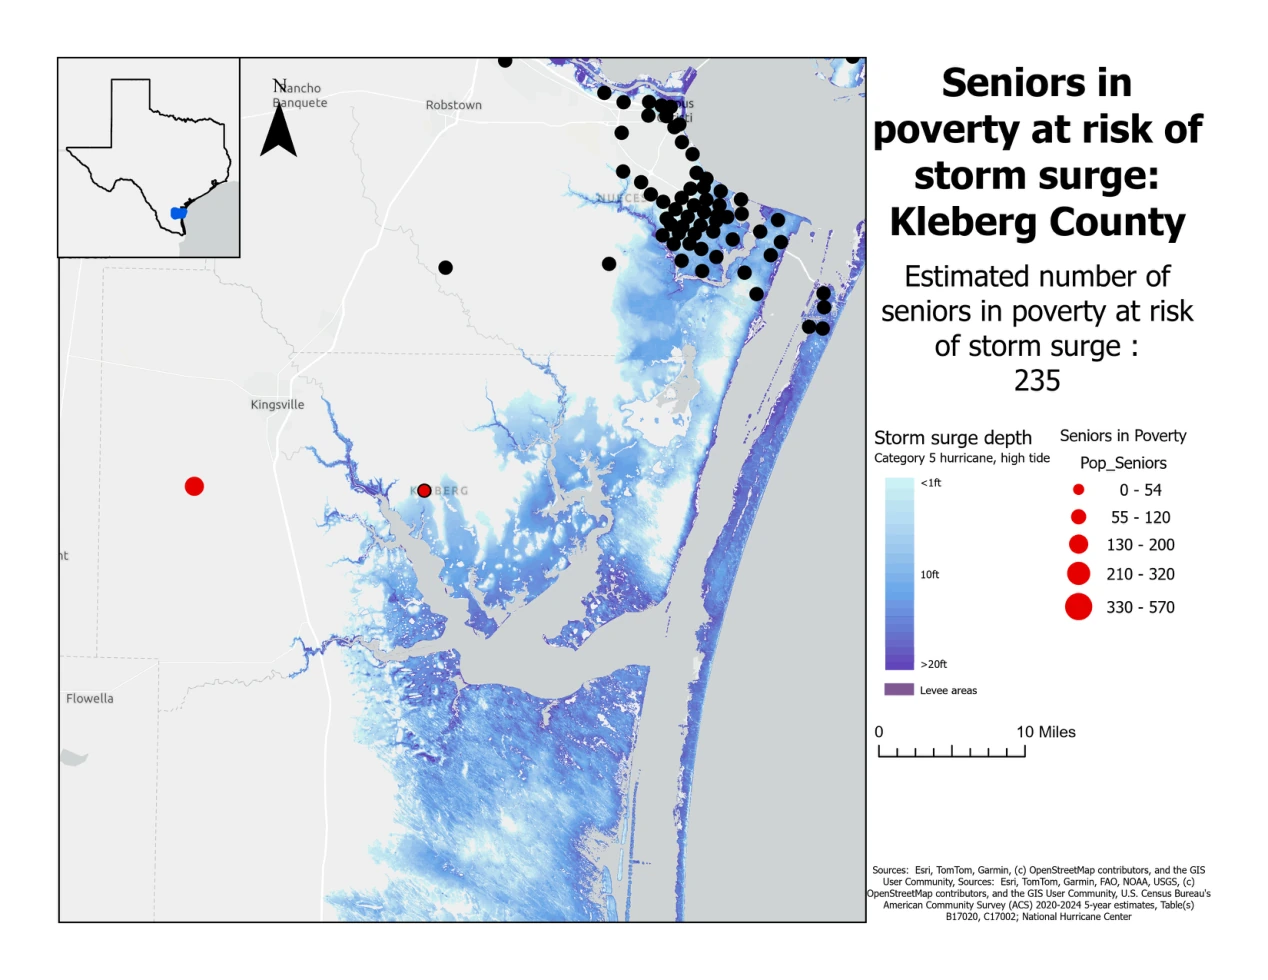 Seniors in
poverty at risk of
storm surge:
Kleberg County
Estimated number of
seniors in poverty at risk
of storm surge :
235
N
Banquete
Robstown
Kingsville
Flowella
Storm surge depth
Category 5 hurricane, high tide
<1ft
10ft
>20ft
Levee areas
Seniors in Poverty
Pop_Seniors
0 - 54
55 - 120
130 - 200
210 - 320
330 - 570
0 10 Miles
Sources: Esri, TomTom, Garmin, (c) OpenStreetMap contributors, and the GIS
User Community, Sources: Esri, TomTom, Garmin, FAO, NOAA, USGS, (c)
OpenStreetMap contributors, and the GIS User Community, U.S. Census Bureau's
American Community Survey (ACS) 2020-2024 5-year estimates, Table(s)
B17020, C17002; National Hurricane Center